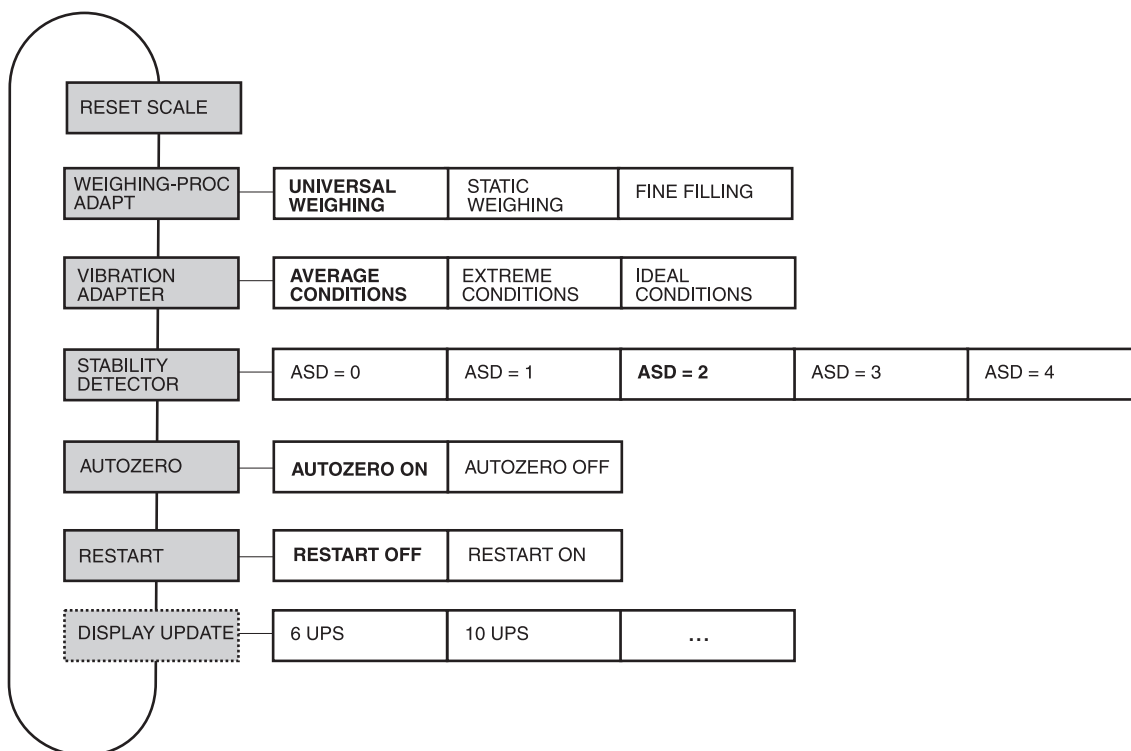 RESET SCALE
WEIGHING-PROC
ADAPT
UNIVERSAL
WEIGHING
STATIC
WEIGHING
FINE FILLING
VIBRATION
ADAPTER
AVERAGE
CONDITIONS
EXTREME
CONDITIONS
IDEAL
CONDITIONS
STABILITY
DETECTOR
ASD = 0
ASD = 1
ASD = 2
ASD = 3
ASD = 4
AUTOZERO
AUTOZERO ON
AUTOZERO OFF
RESTART
RESTART OFF
RESTART ON
DISPLAY UPDATE
6 UPS
10 UPS
...